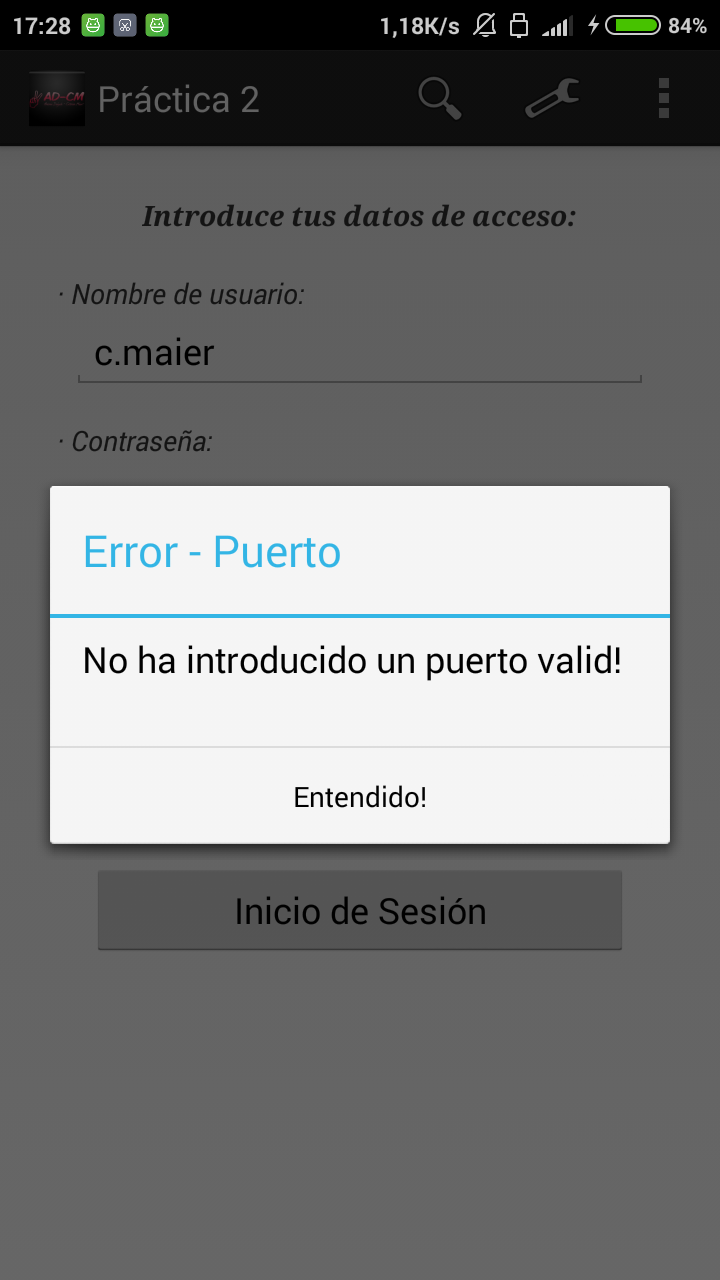 17:28 1,18K/s 84%
AD-CM Práctica 2
Introduce tus datos de acceso:
· Nombre de usuario:
c.maier
· Contraseña:
Error - Puerto
No ha introducido un puerto valid!
Entendido!
Inicio de Sesión